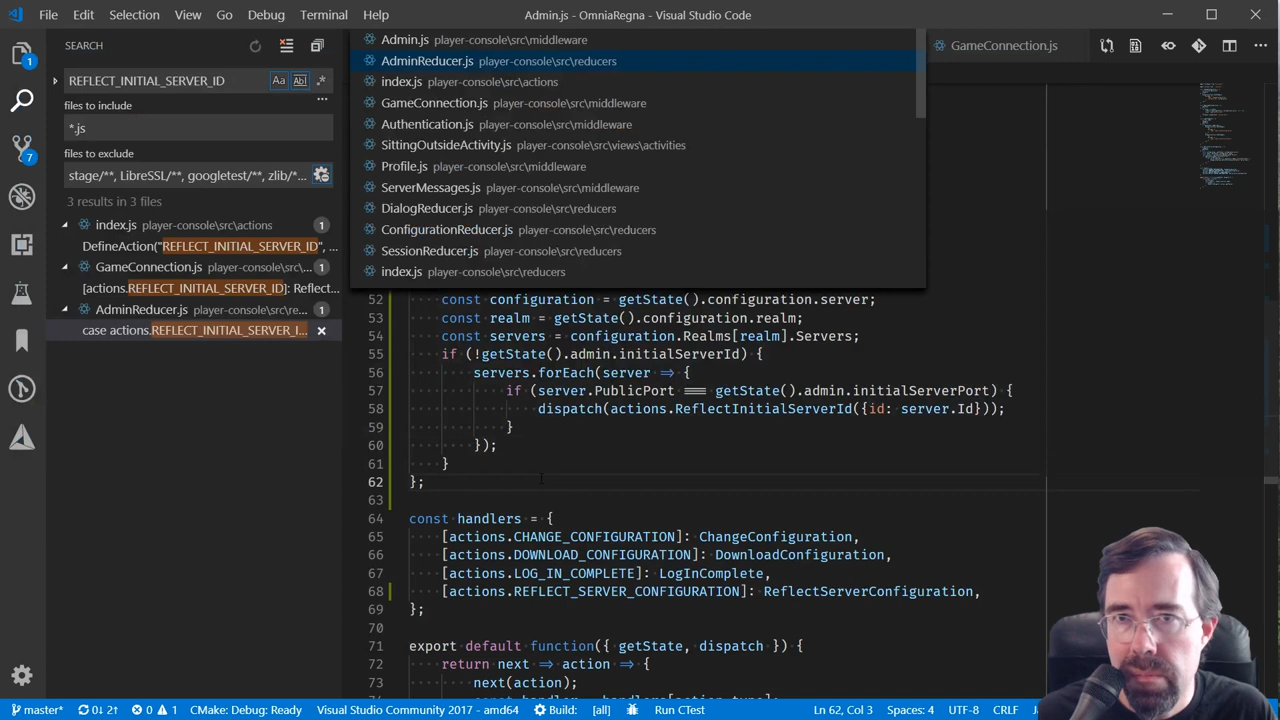 File Edit Selection View Go Debug Terminal Help Admin.js - OmniaRegna - Visual Studio Code
SEARCH
REFLECT_INITIAL_SERVER_ID Aa Abl .*
files to include ...
*.js
files to exclude
stage/**, LibreSSL/**, googletest/**, zlib/*...
3 results in 3 files
index.js player-console\src\actions 1
DefineAction("REFLECT_INITIAL_SERVER_ID", ...
GameConnection.js player-console\src\... 1
[actions.REFLECT_INITIAL_SERVER_ID]: Reflect...
AdminReducer.js player-console\src\re... 1
case actions.REFLECT_INITIAL_SERVER_I...
1
7
Admin.js player-console\src\middleware
AdminReducer.js player-console\src\reducers
index.js player-console\src\actions
GameConnection.js player-console\src\middleware
Authentication.js player-console\src\middleware
SittingOutsideActivity.js player-console\src\views\activities
Profile.js player-console\src\middleware
ServerMessages.js player-console\src\middleware
DialogReducer.js player-console\src\reducers
ConfigurationReducer.js player-console\src\reducers
SessionReducer.js player-console\src\reducers
index.js player-console\src\reducers
GameConnection.js
52 const configuration = getState().configuration.server;
53 const realm = getState().configuration.realm;
54 const servers = configuration.Realms[realm].Servers;
55 if (!getState().admin.initialServerId) {
56 servers.forEach(server => {
57 if (server.PublicPort === getState().admin.initialServerPort) {
58 dispatch(actions.ReflectInitialServerId({id: server.Id}));
59 }
60 });
61 }
62 };
63
64 const handlers = {
65 [actions.CHANGE_CONFIGURATION]: ChangeConfiguration,
66 [actions.DOWNLOAD_CONFIGURATION]: DownloadConfiguration,
67 [actions.LOG_IN_COMPLETE]: LogInComplete,
68 [actions.REFLECT_SERVER_CONFIGURATION]: ReflectServerConfiguration,
69 };
70
71 export default function({ getState, dispatch }) {
72 return next => action => {
73 next(action);
master* 0↓ 2↑ 0 1 CMake: Debug: Ready Visual Studio Community 2017 - amd64 Build: [all] Run CTest Ln 62, Col 3 Spaces: 4 UTF-8 CRLF